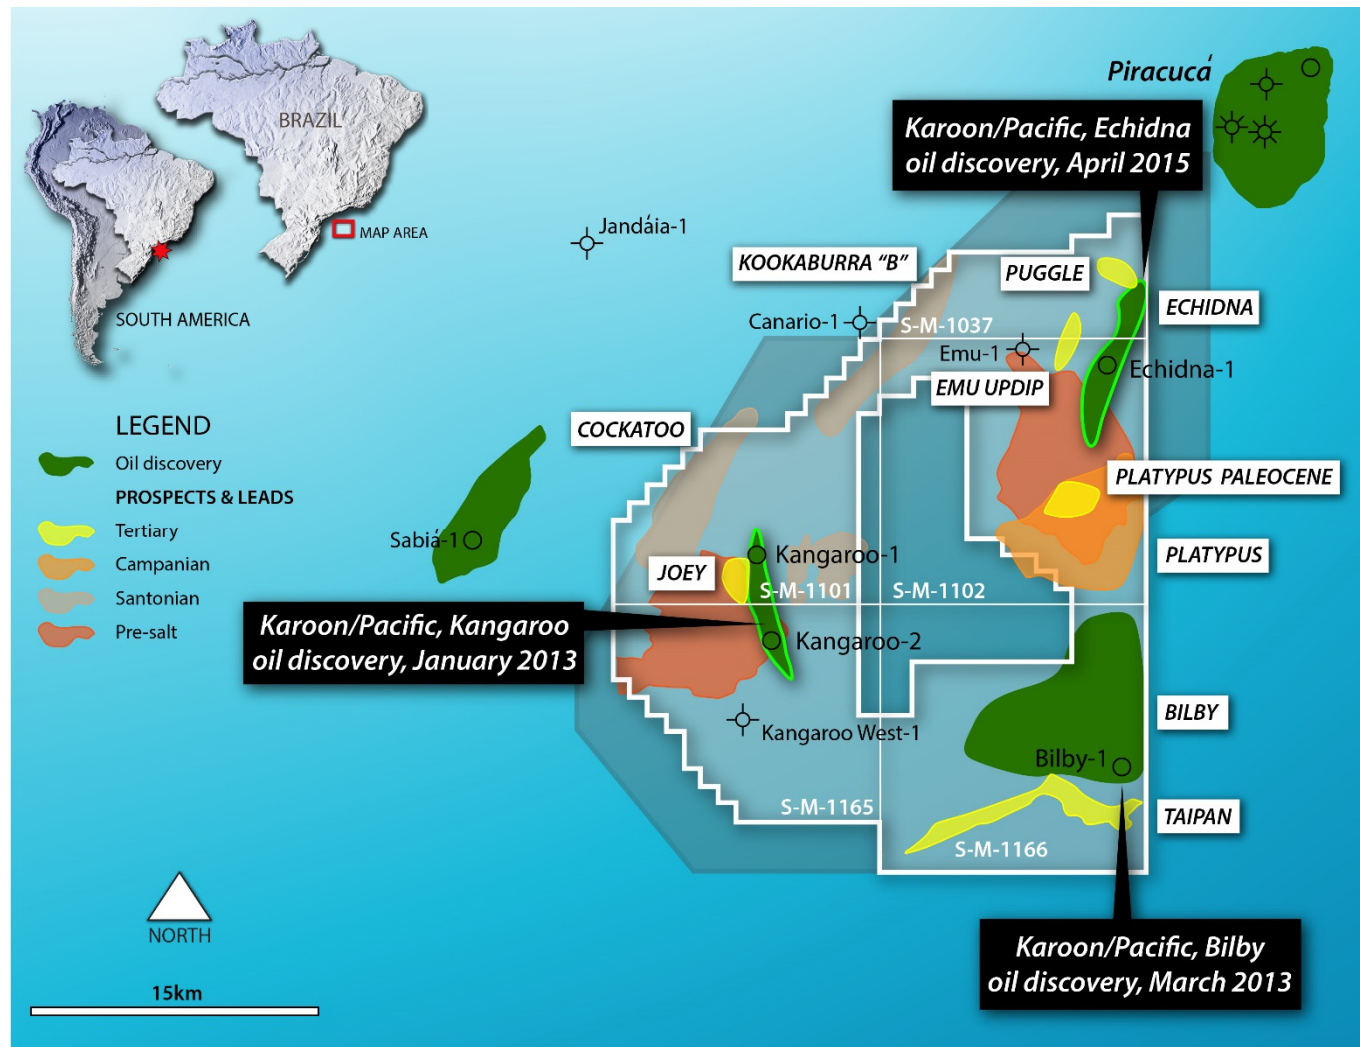 Piracucá
Karoon/Pacific, Echidna
oil discovery, April 2015
BRAZIL
MAP AREA
SOUTH AMERICA
Jandáia-1
KOOKABURRA “B”
PUGGLE
ECHIDNA
Canario-1
S-M-1037
Emu-1
Echidna-1
EMU UPDIP
COCKATOO
LEGEND
Oil discovery
PROSPECTS & LEADS
Tertiary
Campanian
Santonian
Pre-salt
PLATYPUS PALEOCENE
Sabiá-1
Kangaroo-1
PLATYPUS
JOEY
S-M-1101
S-M-1102
Karoon/Pacific, Kangaroo
oil discovery, January 2013
Kangaroo-2
BILBY
Kangaroo West-1
Bilby-1
S-M-1165
TAIPAN
S-M-1166
NORTH
Karoon/Pacific, Bilby
oil discovery, March 2013
15km